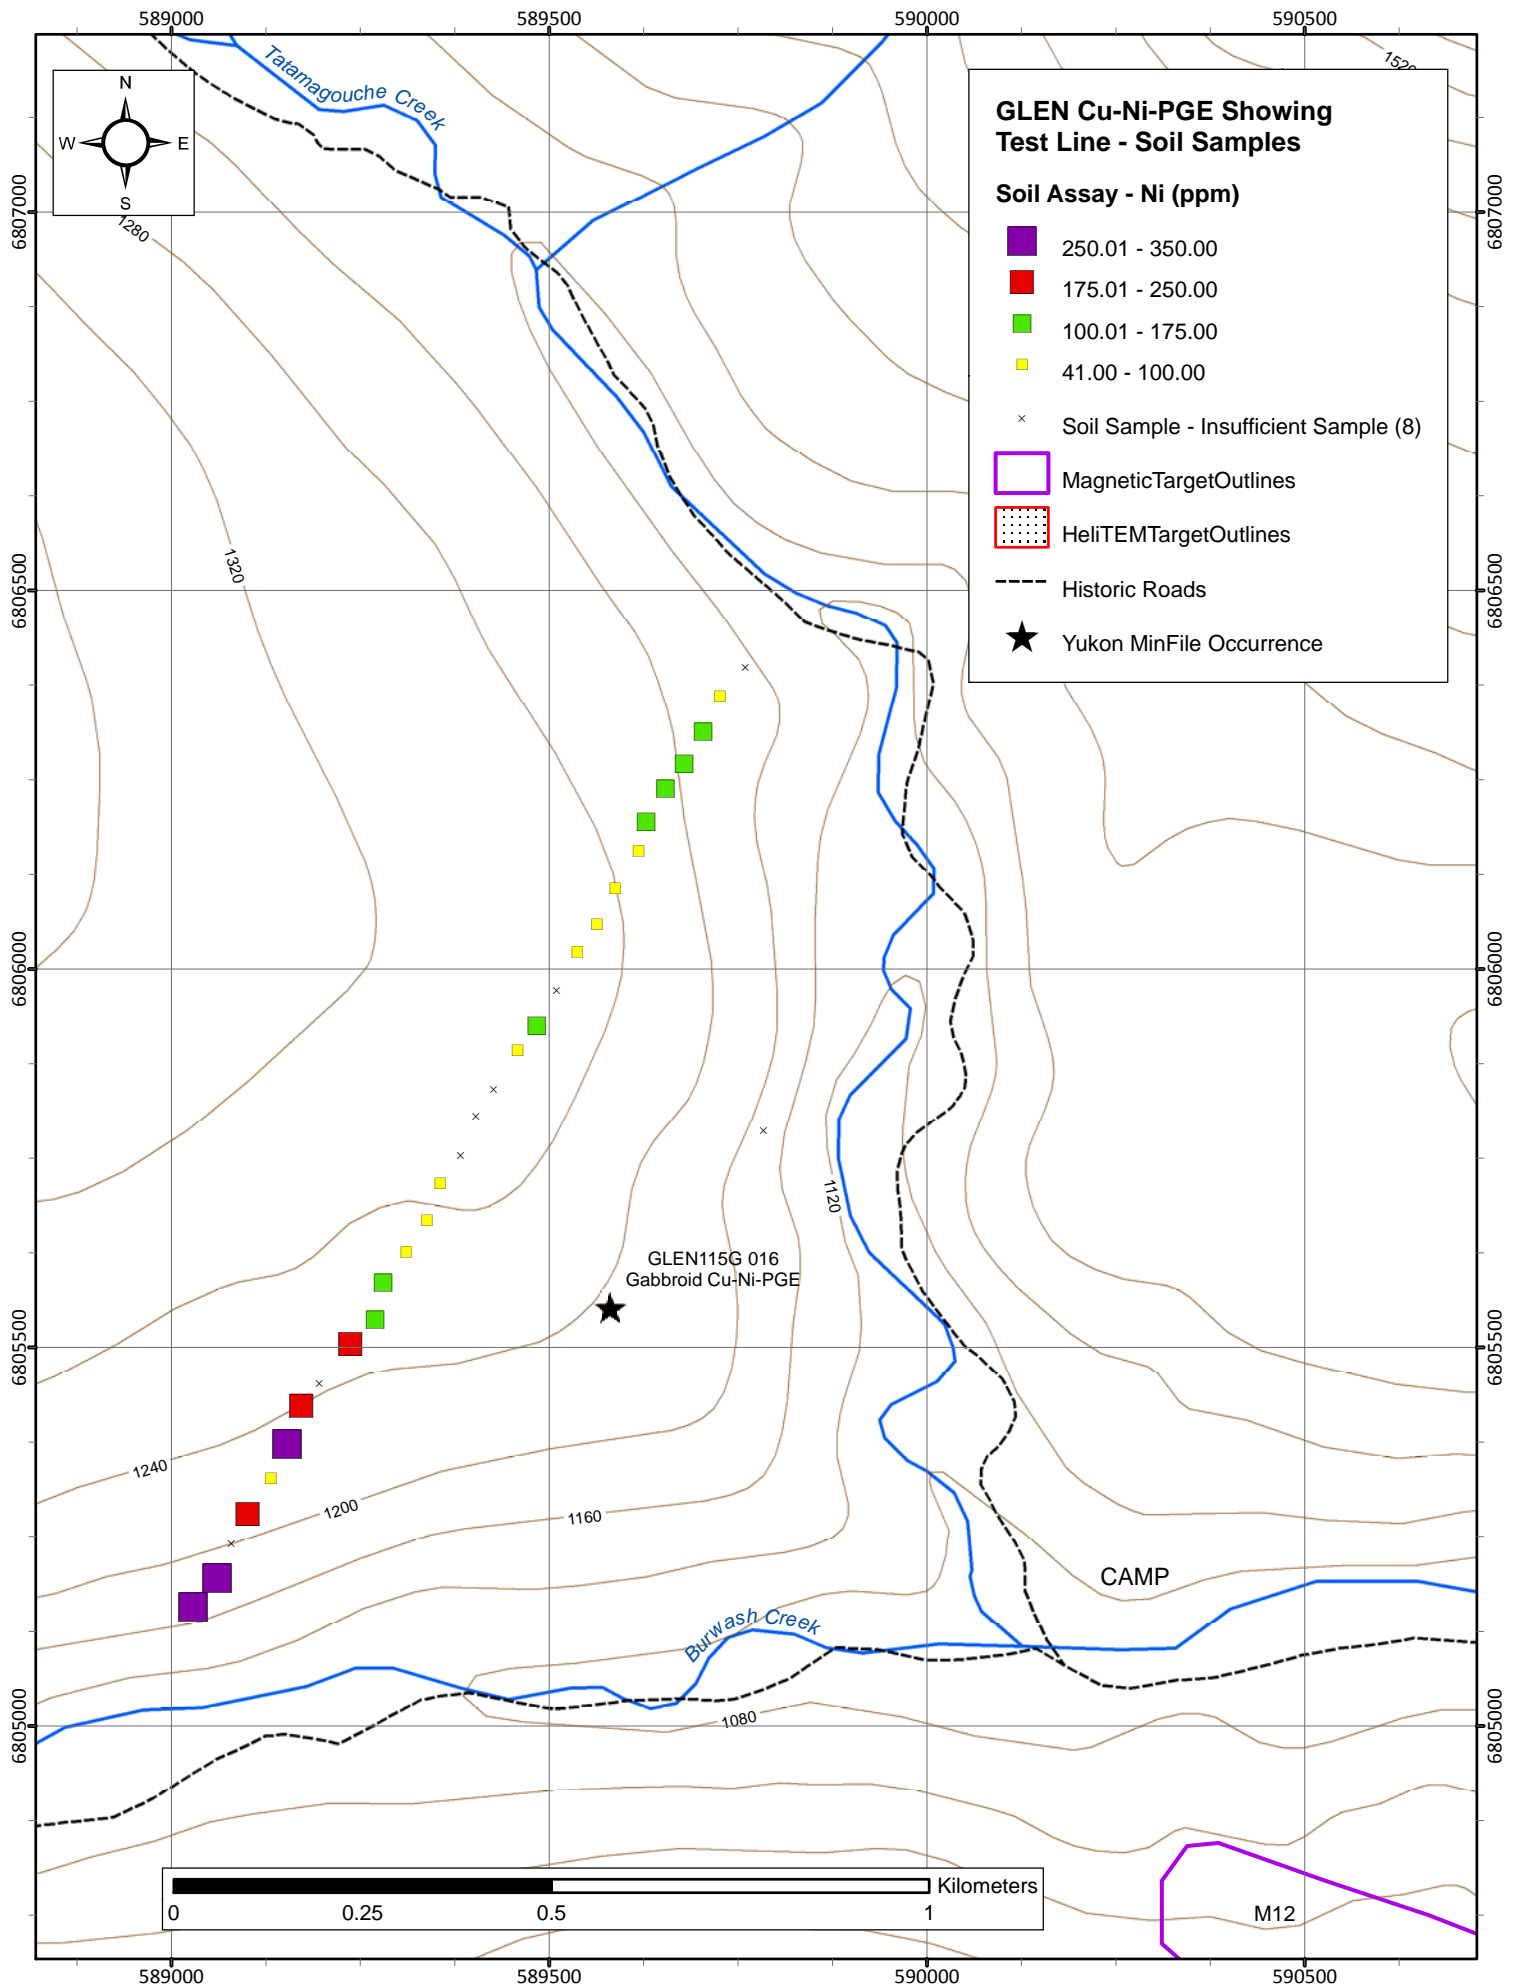 589000
589500
590000
590500
Tatamagouche Creek
1520
N
W
E
S
GLEN Cu-Ni-PGE Showing
Test Line - Soil Samples
Soil Assay - Ni (ppm)
250.01 - 350.00
175.01 - 250.00
100.01 - 175.00
41.00 - 100.00
Soil Sample - Insufficient Sample (8)
MagneticTargetOutlines
HeliTEMTargetOutlines
Historic Roads
Yukon MinFile Occurrence
6807000
6807000
1280
1320
6806500
6806500
6806000
6806000
1120
GLEN115G 016
Gabbroid Cu-Ni-PGE
6805500
6805500
1240
1200
1160
CAMP
Burwash Creek
1080
6805000
6805000
Kilometers
0
0.25
0.5
1
M12
589000
589500
590000
590500